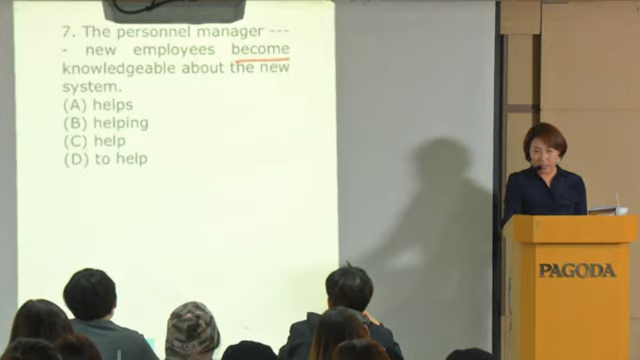 7. The personnel manager ---
- new employees become
knowledgeable about the new
system.
(A) helps
(B) helping
(C) help
(D) to help
PAGODA